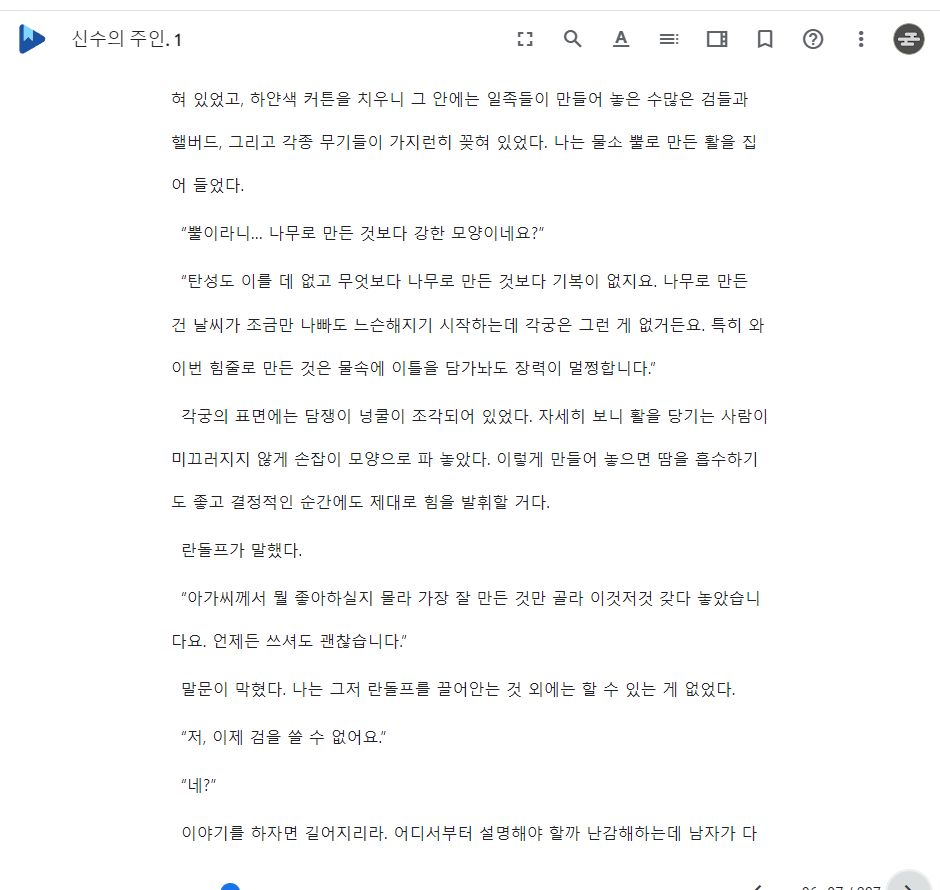 신수의 주인. 1
혀 있었고, 하얀색 커튼을 치우니 그 안에는 일족들이 만들어 놓은 수많은 검들과
핼버드, 그리고 각종 무기들이 가지런히 꽂혀 있었다. 나는 물소 뿔로 만든 활을 집
어 들었다.
“뿔이라니... 나무로 만든 것보다 강한 모양이네요?”
“탄성도 이를 데 없고 무엇보다 나무로 만든 것보다 기복이 없지요. 나무로 만든
건 날씨가 조금만 나빠도 느슨해지기 시작하는데 각궁은 그런 게 없거든요. 특히 와
이번 힘줄로 만든 것은 물속에 이틀을 담가놔도 장력이 멀쩡합니다.”
각궁의 표면에는 담쟁이 넝쿨이 조각되어 있었다. 자세히 보니 활을 당기는 사람이
미끄러지지 않게 손잡이 모양으로 파 놓았다. 이렇게 만들어 놓으면 땀을 흡수하기
도 좋고 결정적인 순간에도 제대로 힘을 발휘할 거다.
란돌프가 말했다.
“아가씨께서 뭘 좋아하실지 몰라 가장 잘 만든 것만 골라 이것저것 갖다 놓았습니
다요. 언제든 쓰셔도 괜찮습니다.”
말문이 막혔다. 나는 그저 란돌프를 끌어안는 것 외에는 할 수 있는 게 없었다.
“저, 이제 검을 쓸 수 없어요.”
“네?”
이야기를 하자면 길어지리라. 어디서부터 설명해야 할까 난감해하는데 남자가 다